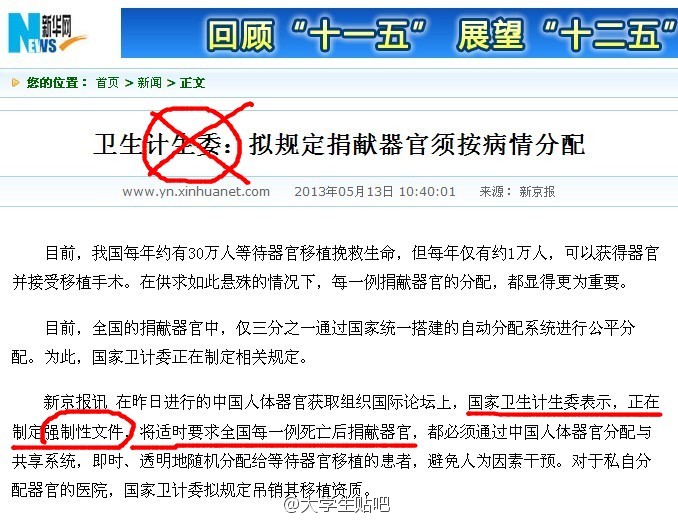 新华网
NEWS
回顾“十一五” 展望“十二五”
您的位置：首页 > 新闻 > 正文
卫生计生委：拟规定捐献器官须按病情分配
www.yn.xinhuanet.com 2013年05月13日 10:40:01 来源：新京报
目前，我国每年约有30万人等待器官移植挽救生命，但每年仅有约1万人，可以获得器官
并接受移植手术。在供求如此悬殊的情况下，每一例捐献器官的分配，都显得更为重要。
目前，全国的捐献器官中，仅三分之一通过国家统一搭建的自动分配系统进行公平分
配。为此，国家卫计委正在制定相关规定。
新京报讯 在昨日进行的中国人体器官获取组织国际论坛上，国家卫生计生委表示，正在
制定强制性文件，将适时要求全国每一例死亡后捐献器官，都必须通过中国人体器官分配与
共享系统，即时、透明地随机分配给等待器官移植的患者，避免人为因素干预。对于私自分
配器官的医院，国家卫计委拟规定吊销其移植资质。
@大学生贴吧